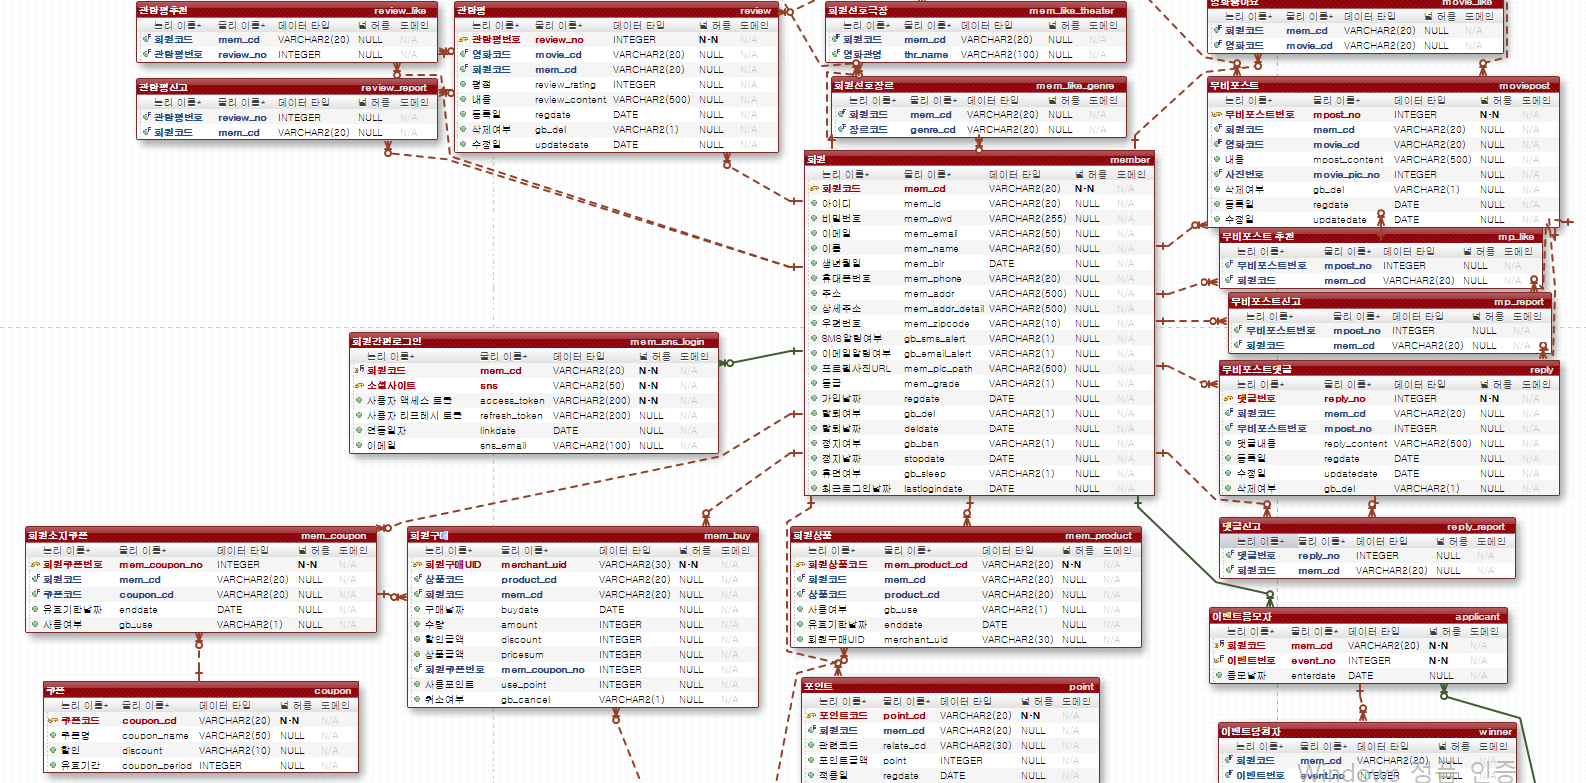 관람평추천 review_like
논리 이름* 물리 이름* 데이터 타입 널 허용 도메인
회원코드 mem_cd VARCHAR2(20) NULL N/A
관람평번호 review_no INTEGER NULL N/A
관람평신고 review_report
논리 이름* 물리 이름* 데이터 타입 널 허용 도메인
관람평번호 review_no INTEGER NULL N/A
회원코드 mem_cd VARCHAR2(20) NULL N/A
관람평 review
논리 이름* 물리 이름* 데이터 타입 널 허용 도메인
관람평번호 review_no INTEGER N-N N/A
영화코드 movie_cd VARCHAR2(20) NULL N/A
회원코드 mem_cd VARCHAR2(20) NULL N/A
평점 review_rating INTEGER NULL N/A
내용 review_content VARCHAR2(500) NULL N/A
등록일 regdate DATE NULL N/A
삭제여부 gb_del VARCHAR2(1) NULL N/A
수정일 updatedate DATE NULL N/A
회원선호극장 mem_like_theater
논리 이름* 물리 이름* 데이터 타입 널 허용 도메인
회원코드 mem_cd VARCHAR2(20) NULL N/A
영화관명 thr_name VARCHAR2(100) NULL N/A
회원선호장르 mem_like_genre
논리 이름* 물리 이름* 데이터 타입 널 허용 도메인
회원코드 mem_cd VARCHAR2(20) NULL N/A
장르코드 genre_cd VARCHAR2(20) NULL N/A
영화좋아요 movie_like
논리 이름* 물리 이름* 데이터 타입 널 허용 도메인
회원코드 mem_cd VARCHAR2(20) NULL N/A
영화코드 movie_cd VARCHAR2(20) NULL N/A
무비포스트 moviepost
논리 이름* 물리 이름* 데이터 타입 널 허용 도메인
무비포스트번호 mpost_no INTEGER N-N N/A
회원코드 mem_cd VARCHAR2(20) NULL N/A
영화코드 movie_cd VARCHAR2(20) NULL N/A
내용 mpost_content VARCHAR2(500) NULL N/A
사진번호 movie_pic_no INTEGER NULL N/A
삭제여부 gb_del VARCHAR2(1) NULL N/A
등록일 regdate DATE NULL N/A
수정일 updatedate DATE NULL N/A
회원 member
논리 이름* 물리 이름* 데이터 타입 널 허용 도메인
회원코드 mem_cd VARCHAR2(20) N-N N/A
아이디 mem_id VARCHAR2(20) NULL N/A
비밀번호 mem_pwd VARCHAR2(255) NULL N/A
이메일 mem_email VARCHAR2(50) NULL N/A
이름 mem_name VARCHAR2(50) NULL N/A
생년월일 mem_bir DATE NULL N/A
휴대폰번호 mem_phone VARCHAR2(20) NULL N/A
주소 mem_addr VARCHAR2(500) NULL N/A
상세주소 mem_addr_detail VARCHAR2(500) NULL N/A
우편번호 mem_zipcode VARCHAR2(10) NULL N/A
SMS알림여부 gb_sms_alert VARCHAR2(1) NULL N/A
이메일알림여부 gb_email_alert VARCHAR2(1) NULL N/A
프로필사진URL mem_pic_path VARCHAR2(500) NULL N/A
등급 mem_grade VARCHAR2(1) NULL N/A
가입날짜 regdate DATE NULL N/A
탈퇴여부 gb_del VARCHAR2(1) NULL N/A
탈퇴날짜 deldate DATE NULL N/A
정지여부 gb_ban VARCHAR2(1) NULL N/A
정지날짜 stopdate DATE NULL N/A
휴면여부 gb_sleep VARCHAR2(1) NULL N/A
최근로그인날짜 lastlogindate DATE NULL N/A
무비포스트 추천 mp_like
논리 이름* 물리 이름* 데이터 타입 널 허용 도메인
무비포스트번호 mpost_no INTEGER NULL N/A
회원코드 mem_cd VARCHAR2(20) NULL N/A
무비포스트신고 mp_report
논리 이름* 물리 이름* 데이터 타입 널 허용 도메인
무비포스트번호 mpost_no INTEGER NULL N/A
회원코드 mem_cd VARCHAR2(20) NULL N/A
무비포스트댓글 reply
논리 이름* 물리 이름* 데이터 타입 널 허용 도메인
댓글번호 reply_no INTEGER N-N N/A
회원코드 mem_cd VARCHAR2(20) NULL N/A
무비포스트번호 mpost_no INTEGER NULL N/A
댓글내용 reply_content VARCHAR2(500) NULL N/A
등록일 regdate DATE NULL N/A
수정일 updatedate DATE NULL N/A
삭제여부 gb_del VARCHAR2(1) NULL N/A
회원간편로그인 mem_sns_login
논리 이름* 물리 이름* 데이터 타입 널 허용 도메인
회원코드 mem_cd VARCHAR2(20) N-N N/A
소셜사이트 sns VARCHAR2(50) N-N N/A
사용자 액세스 토큰 access_token VARCHAR2(200) N-N N/A
사용자 리프레시 토큰 refresh_token VARCHAR2(200) NULL N/A
연동일자 linkdate DATE NULL N/A
이메일 sns_email VARCHAR2(100) NULL N/A
회원소지쿠폰 mem_coupon
논리 이름* 물리 이름* 데이터 타입 널 허용 도메인
회원쿠폰번호 mem_coupon_no INTEGER N-N N/A
회원코드 mem_cd VARCHAR2(20) NULL N/A
쿠폰코드 coupon_cd VARCHAR2(20) NULL N/A
유효기한날짜 enddate DATE NULL N/A
사용여부 gb_use VARCHAR2(1) NULL N/A
회원구매 mem_buy
논리 이름* 물리 이름* 데이터 타입 널 허용 도메인
회원구매UID merchant_uid VARCHAR2(30) N-N N/A
상품코드 product_cd VARCHAR2(20) NULL N/A
회원코드 mem_cd VARCHAR2(20) NULL N/A
구매날짜 buydate DATE NULL N/A
수량 amount INTEGER NULL N/A
할인금액 discount INTEGER NULL N/A
상품금액 pricesum INTEGER NULL N/A
회원쿠폰번호 mem_coupon_no INTEGER NULL N/A
사용포인트 use_point INTEGER NULL N/A
취소여부 gb_cancel VARCHAR2(1) NULL N/A
회원상품 mem_product
논리 이름* 물리 이름* 데이터 타입 널 허용 도메인
회원상품코드 mem_product_cd VARCHAR2(20) N-N N/A
회원코드 mem_cd VARCHAR2(20) NULL N/A
상품코드 product_cd VARCHAR2(20) NULL N/A
사용여부 gb_use VARCHAR2(1) NULL N/A
유효기한날짜 enddate DATE NULL N/A
회원구매UID merchant_uid VARCHAR2(30) NULL N/A
댓글신고 reply_report
논리 이름* 물리 이름* 데이터 타입 널 허용 도메인
댓글번호 reply_no INTEGER NULL N/A
회원코드 mem_cd VARCHAR2(20) NULL N/A
이벤트응모자 applicant
논리 이름* 물리 이름* 데이터 타입 널 허용 도메인
회원코드 mem_cd VARCHAR2(20) N-N N/A
이벤트번호 event_no INTEGER N-N N/A
응모날짜 enterdate DATE NULL N/A
쿠폰 coupon
논리 이름* 물리 이름* 데이터 타입 널 허용 도메인
쿠폰코드 coupon_cd VARCHAR2(20) N-N N/A
쿠폰명 coupon_name VARCHAR2(50) NULL N/A
할인 discount VARCHAR2(10) NULL N/A
유효기간 coupon_period INTEGER NULL N/A
포인트 point
논리 이름* 물리 이름* 데이터 타입 널 허용 도메인
포인트코드 point_cd VARCHAR2(20) N-N N/A
회원코드 mem_cd VARCHAR2(20) NULL N/A
관련코드 relate_cd VARCHAR2(30) NULL N/A
포인트금액 point INTEGER NULL N/A
적용일 regdate DATE NULL N/A
이벤트당첨자 winner
논리 이름* 물리 이름* 데이터 타입 널 허용 도메인
회원코드 mem_cd VARCHAR2(20) NULL N/A
이벤트번호 event_no INTEGER NULL N/A
Windows 정품 인증